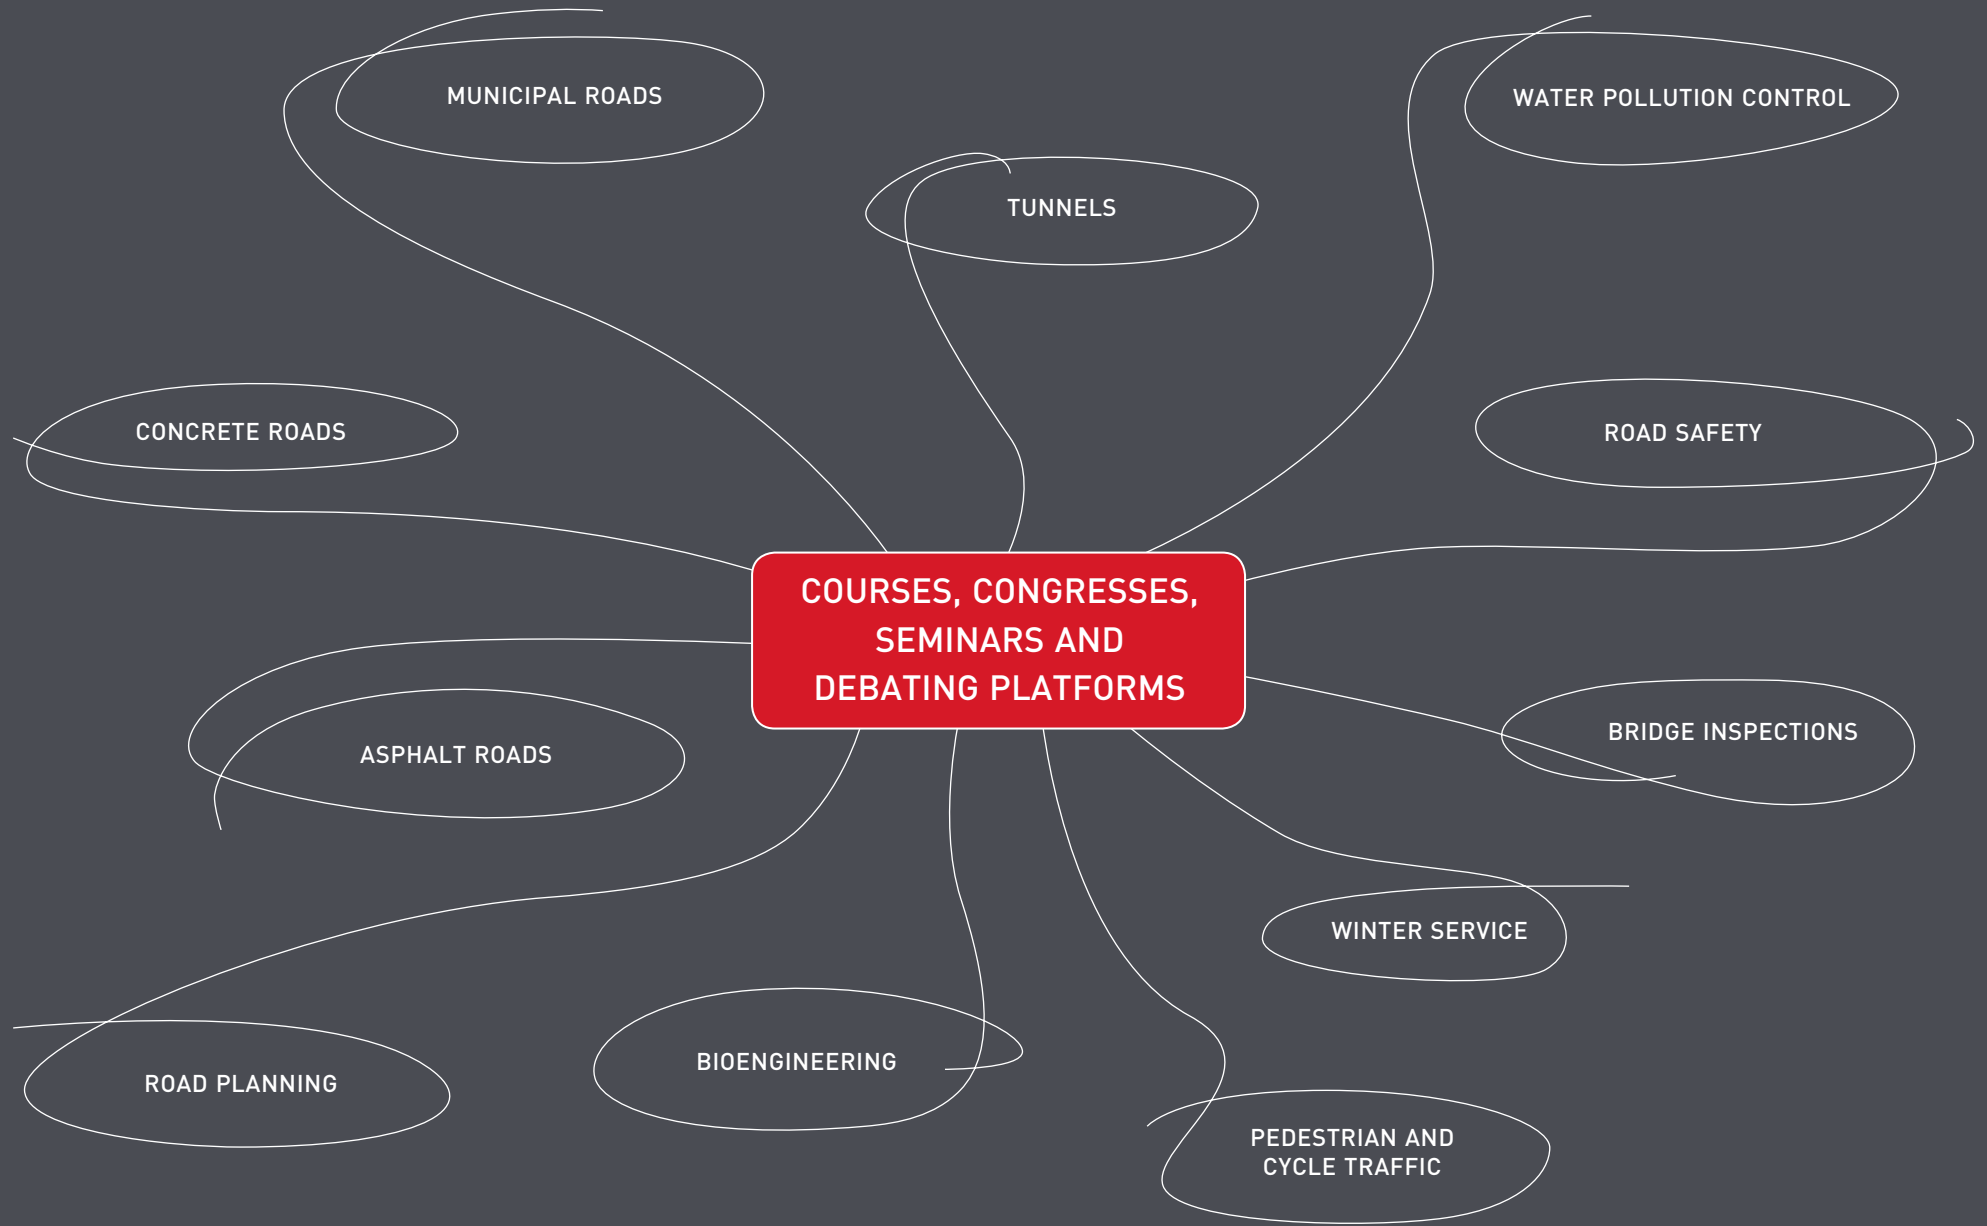 MUNICIPAL ROADS
WATER POLLUTION CONTROL
TUNNELS
CONCRETE ROADS
ROAD SAFETY
COURSES, CONGRESSES,
SEMINARS AND
DEBATING PLATFORMS
BRIDGE INSPECTIONS
ASPHALT ROADS
WINTER SERVICE
BIOENGINEERING
ROAD PLANNING
PEDESTRIAN AND
CYCLE TRAFFIC